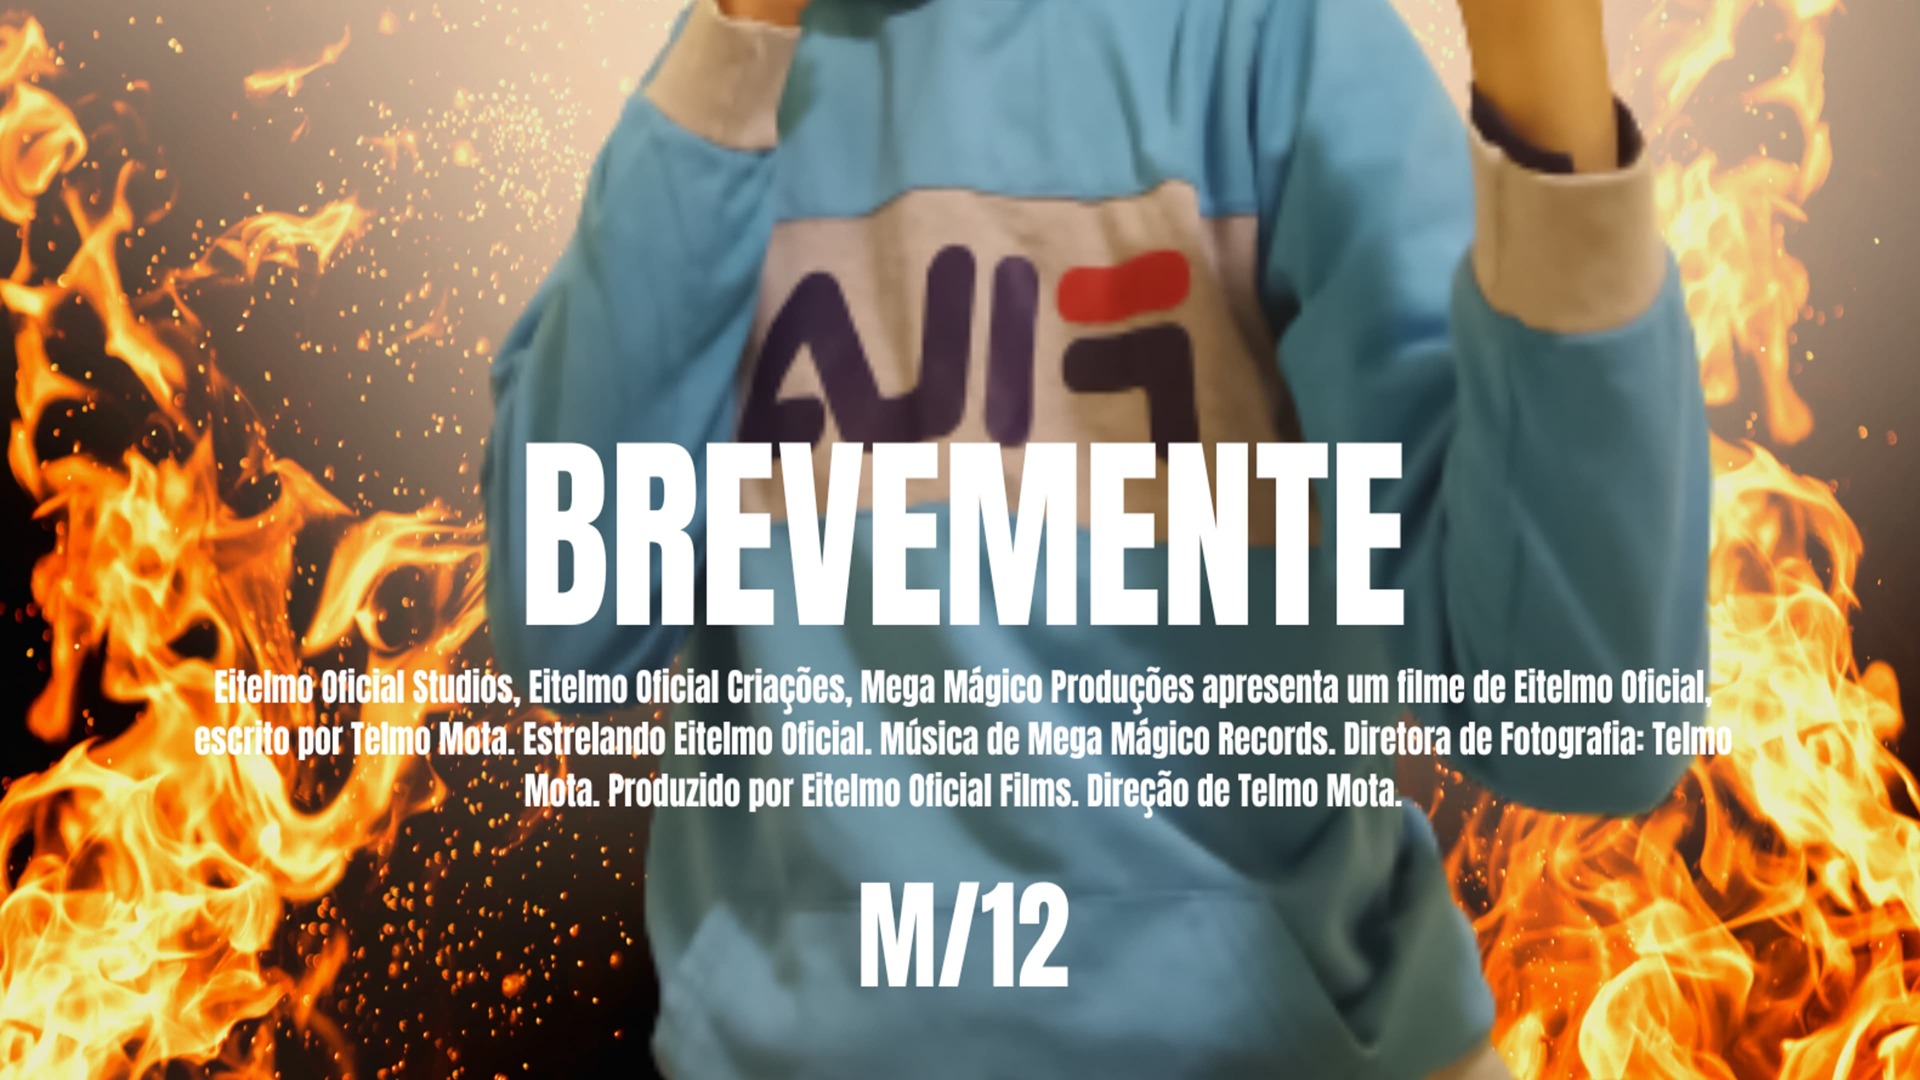 FILA
BREVEMENTE
Eitelmo Oficial Studios, Eitelmo Oficial Criações, Mega Mágico Produções apresenta um filme de Eitelmo Oficial,
escrito por Telmo Mota. Estrelando Eitelmo Oficial. Música de Mega Mágico Records. Diretora de Fotografia: Telmo
Mota. Produzido por Eitelmo Oficial Films. Direção de Telmo Mota.
M/12